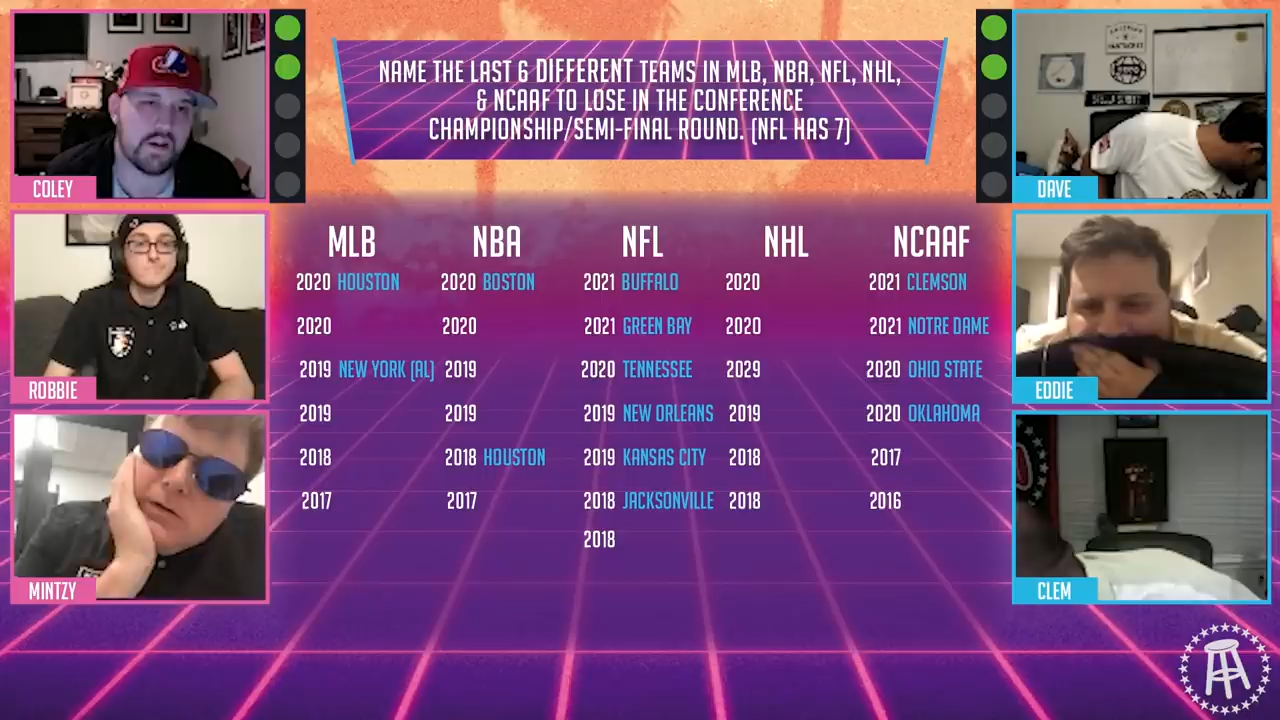 NAME THE LAST 6 DIFFERENT TEAMS IN MLB, NBA, NFL, NHL,
& NCAAF TO LOSE IN THE CONFERENCE
CHAMPIONSHIP/SEMI-FINAL ROUND. (NFL HAS 7)
COLEY
DAVE
ROBBIE
EDDIE
MINTZY
CLEM
MLB NBA NFL NHL NCAAF
2020 HOUSTON 2020 BOSTON 2021 BUFFALO 2020 2021 CLEMSON
2020 2020 2021 GREEN BAY 2020 2021 NOTRE DAME
2019 NEW YORK (AL) 2019 2020 TENNESSEE 2029 2020 OHIO STATE
2019 2019 2019 NEW ORLEANS 2019 2020 OKLAHOMA
2018 2018 HOUSTON 2019 KANSAS CITY 2018 2017
2017 2017 2018 JACKSONVILLE 2018 2016
2018